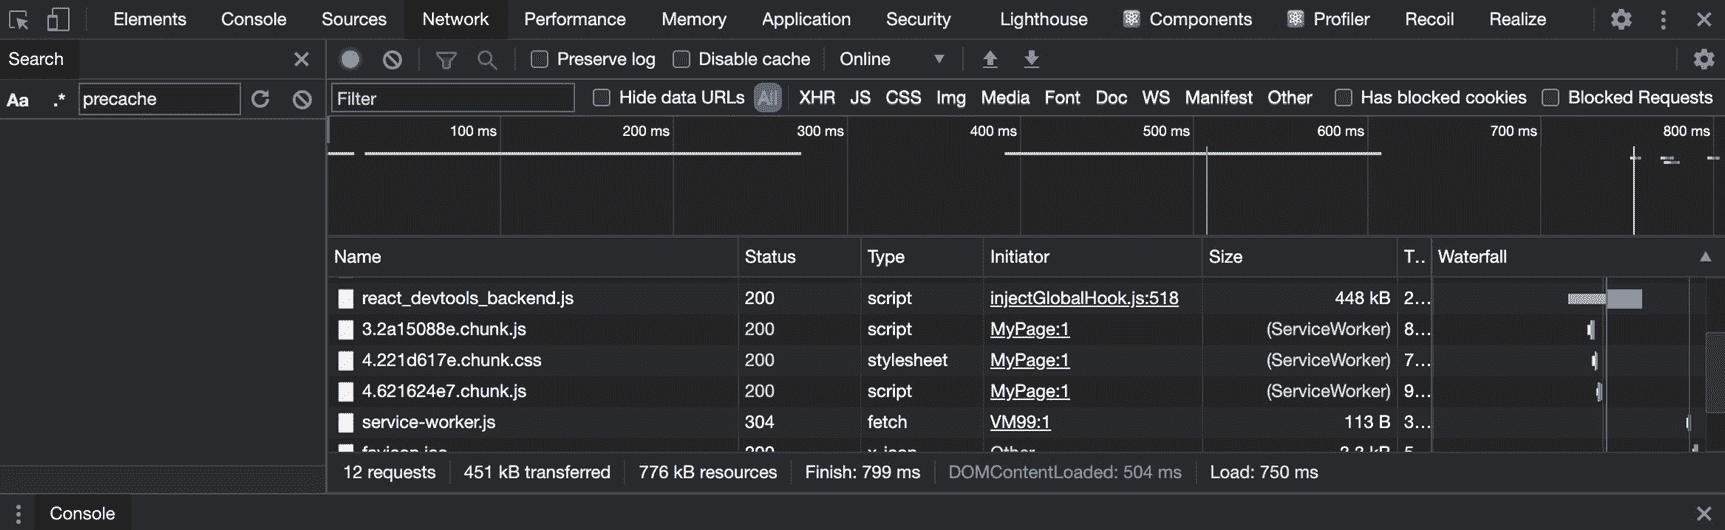 Elements Console Sources Network Performance Memory Application Security Lighthouse Components Profiler Recoil Realize
Search
Preserve log Disable cache Online
Aa .* precache
Filter Hide data URLs All XHR JS CSS Img Media Font Doc WS Manifest Other Has blocked cookies Blocked Requests
100 ms 200 ms 300 ms 400 ms 500 ms 600 ms 700 ms 800 ms
Name Status Type Initiator Size T.. Waterfall
react_devtools_backend.js 200 script injectGlobalHook.js:518 448 kB 2...
3.2a15088e.chunk.js 200 script MyPage:1 (ServiceWorker) 8...
4.221d617e.chunk.css 200 stylesheet MyPage:1 (ServiceWorker) 7...
4.621624e7.chunk.js 200 script MyPage:1 (ServiceWorker) 9...
service-worker.js 304 fetch VM99:1 113 B 3...
12 requests 451 kB transferred 776 kB resources Finish: 799 ms DOMContentLoaded: 504 ms Load: 750 ms
Console